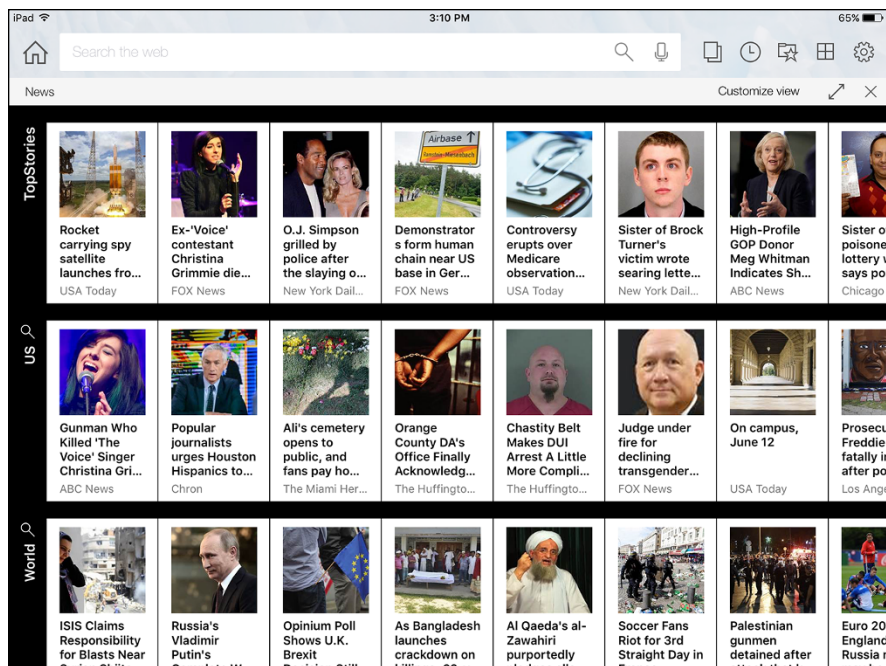 iPad 3:10 PM 65%
Search the web
News Customize view
TopStories
Rocket
carrying spy
satellite
launches fro...
USA Today
Ex-'Voice'
contestant
Christina
Grimmie die...
FOX News
O.J. Simpson
grilled by
police after
the slaying o...
New York Dail...
Airbase
Ramstein-Miesenbach
Demonstrator
s form human
chain near US
base in Ger...
FOX News
Controversy
erupts over
Medicare
observation...
USA Today
Sister of Brock
Turner's
victim wrote
searing lette...
New York Dail...
High-Profile
GOP Donor
Meg Whitman
Indicates Sh...
ABC News
Sister o
poisone
lottery w
says po
Chicago
US
Gunman Who
Killed 'The
Voice' Singer
Christina Gri...
ABC News
Popular
journalists
urges Houston
Hispanics to...
Chron
Ali's cemetery
opens to
public, and
fans pay ho...
The Miami Her...
Orange
County DA's
Office Finally
Acknowledg...
The Huffingto...
Chastity Belt
Makes DUI
Arrest A Little
More Compli...
The Huffingto...
Judge under
fire for
declining
transgender...
FOX News
On campus,
June 12
USA Today
Prosecu
Freddie
fatally in
after po
Los Ange
World
ISIS Claims
Responsibility
for Blasts Near
Russia's
Vladimir
Putin's
Opinium Poll
Shows U.K.
Brexit
As Bangladesh
launches
crackdown on
Al Qaeda's al-
Zawahiri
purportedly
Soccer Fans
Riot for 3rd
Straight Day in
Palestinian
gunmen
detained after
Euro 20
England
Russia